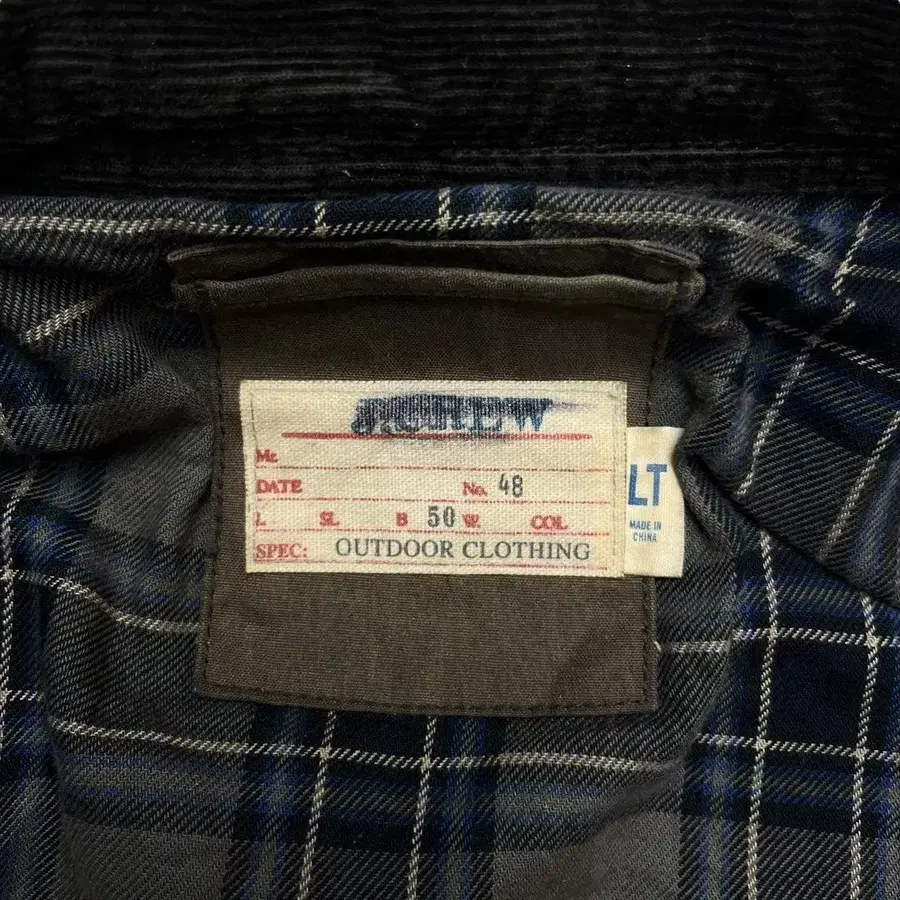 J.CREW
Mr.
DATE No. 48
L SL B 50 W. COL.
SPEC: OUTDOOR CLOTHING
LT
MADE IN
CHINA